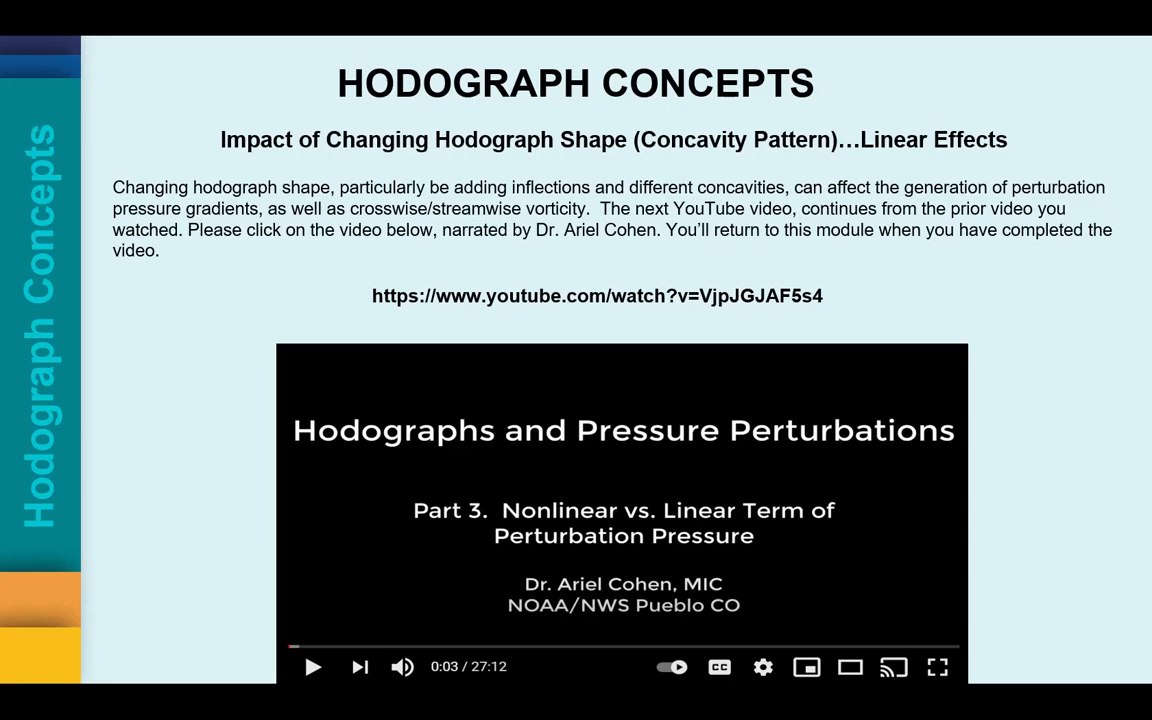 HODOGRAPH CONCEPTS
Impact of Changing Hodograph Shape (Concavity Pattern)…Linear Effects
Changing hodograph shape, particularly be adding inflections and different concavities, can affect the generation of perturbation
pressure gradients, as well as crosswise/streamwise vorticity.  The next YouTube video, continues from the prior video you
watched. Please click on the video below, narrated by Dr. Ariel Cohen. You’ll return to this module when you have completed the
video.
https://www.youtube.com/watch?v=VjpJGJAF5s4
Hodograph Concepts
Hodographs and Pressure Perturbations
Part 3.  Nonlinear vs. Linear Term of
Perturbation Pressure
Dr. Ariel Cohen, MIC
NOAA/NWS Pueblo CO
0:03 / 27:12
CC